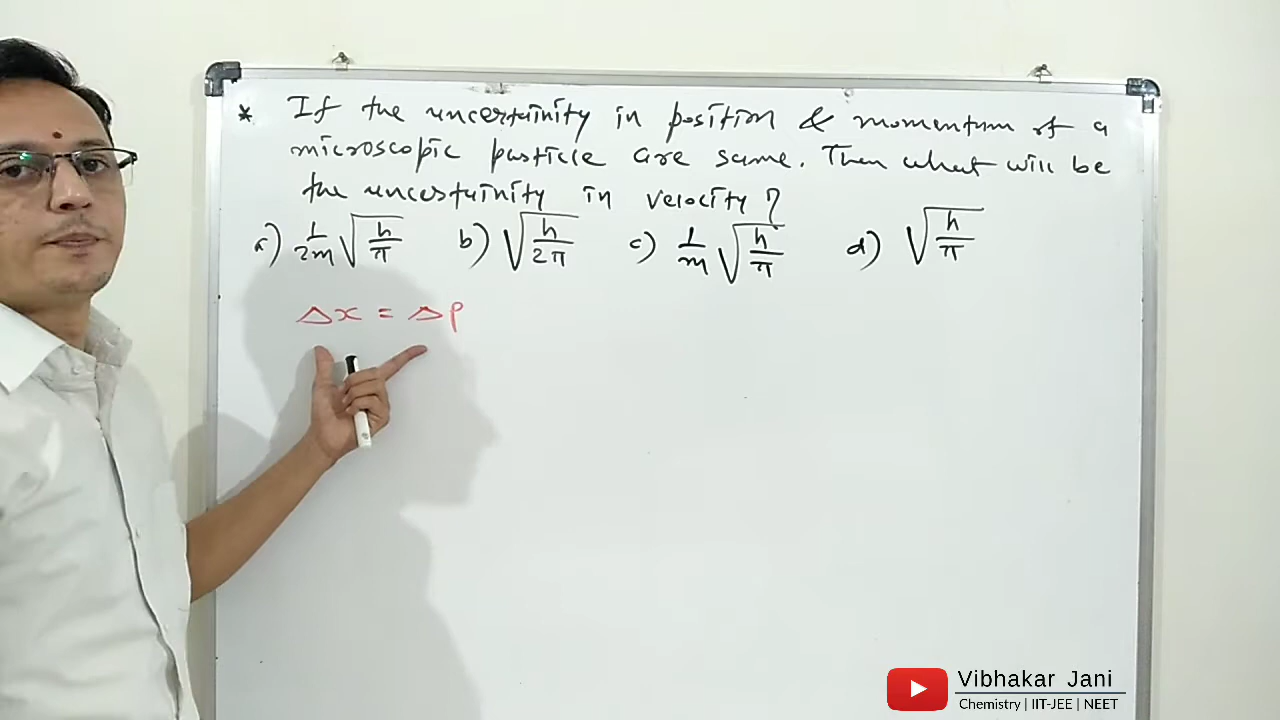 * If the uncertainity in position & momentum of a
microscopic particle are same. Then what will be
the uncertainity in velocity?
a) 1/2m √(h/π) b) √(h/2π) c) 1/m √(h/π) d) √(h/π)
Δx = Δp
Vibhakar Jani
Chemistry | IIT-JEE | NEET